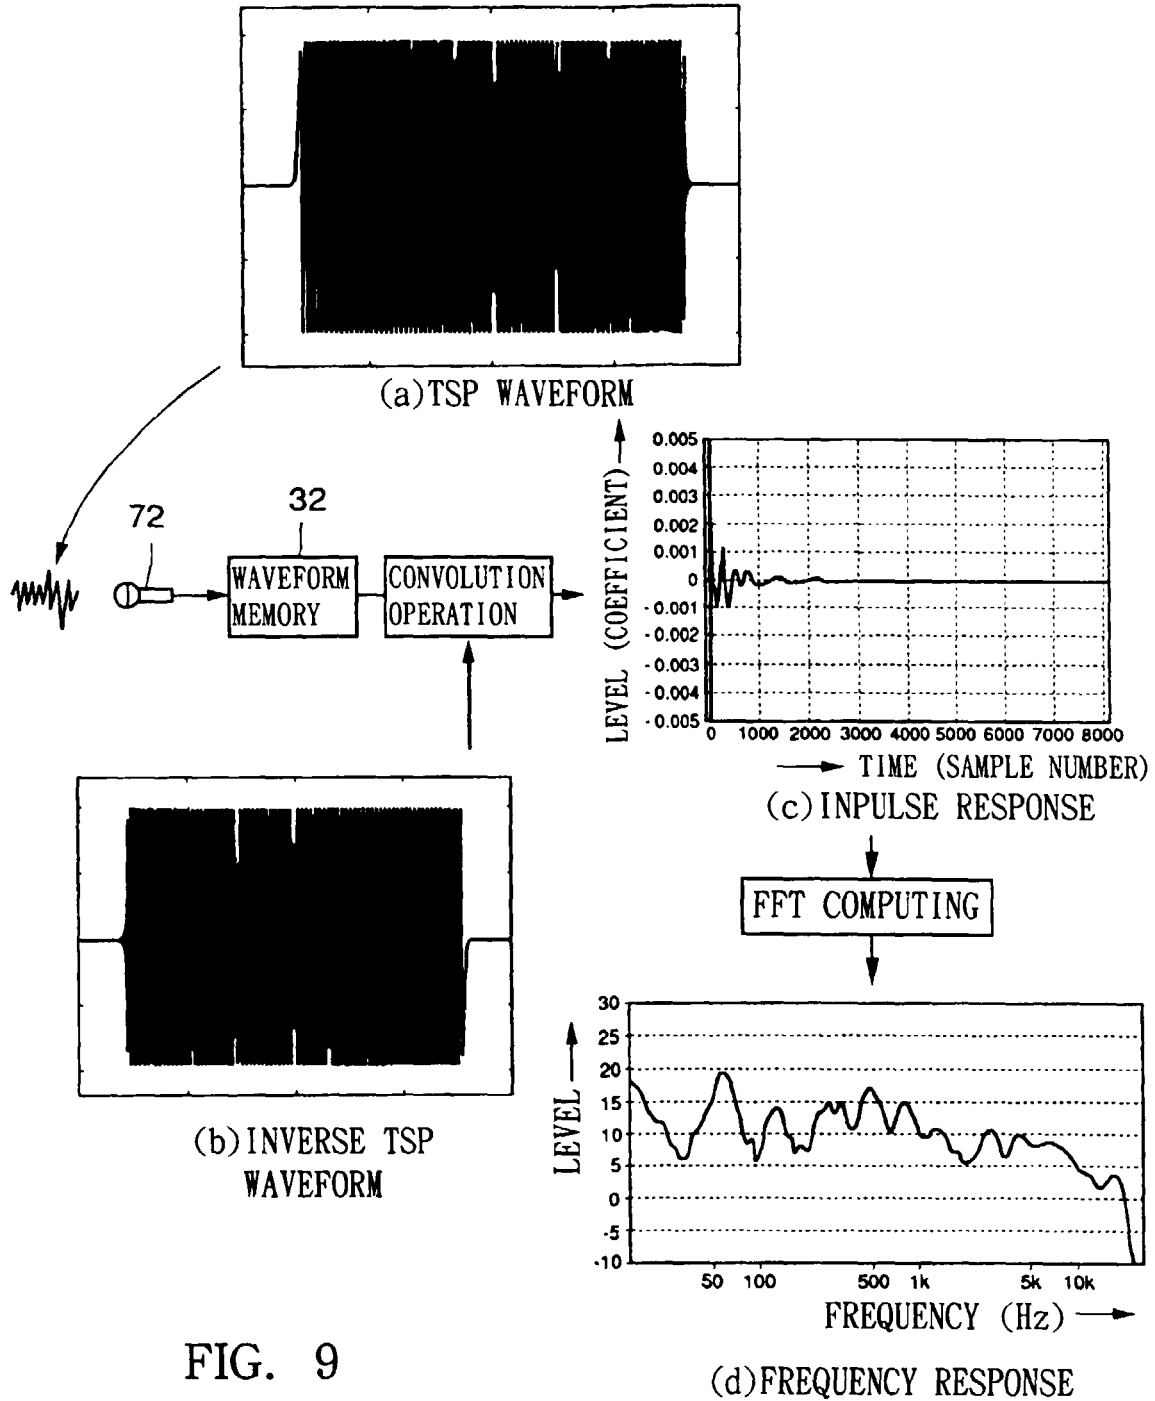 (a)TSP WAVEFORM
72
32
WAVEFORM
MEMORY
CONVOLUTION
OPERATION
LEVEL (COEFFICIENT)
0.005
0.004
0.003
0.002
0.001
0
-0.001
-0.002
-0.003
-0.004
-0.005
0 1000 2000 3000 4000 5000 6000 7000 8000
TIME (SAMPLE NUMBER)
(c)INPULSE RESPONSE
FFT COMPUTING
(b)INVERSE TSP
WAVEFORM
LEVEL
30
25
20
15
10
5
0
-5
-10
50 100 500 1k 5k 10k
FREQUENCY (Hz)
(d)FREQUENCY RESPONSE
FIG. 9